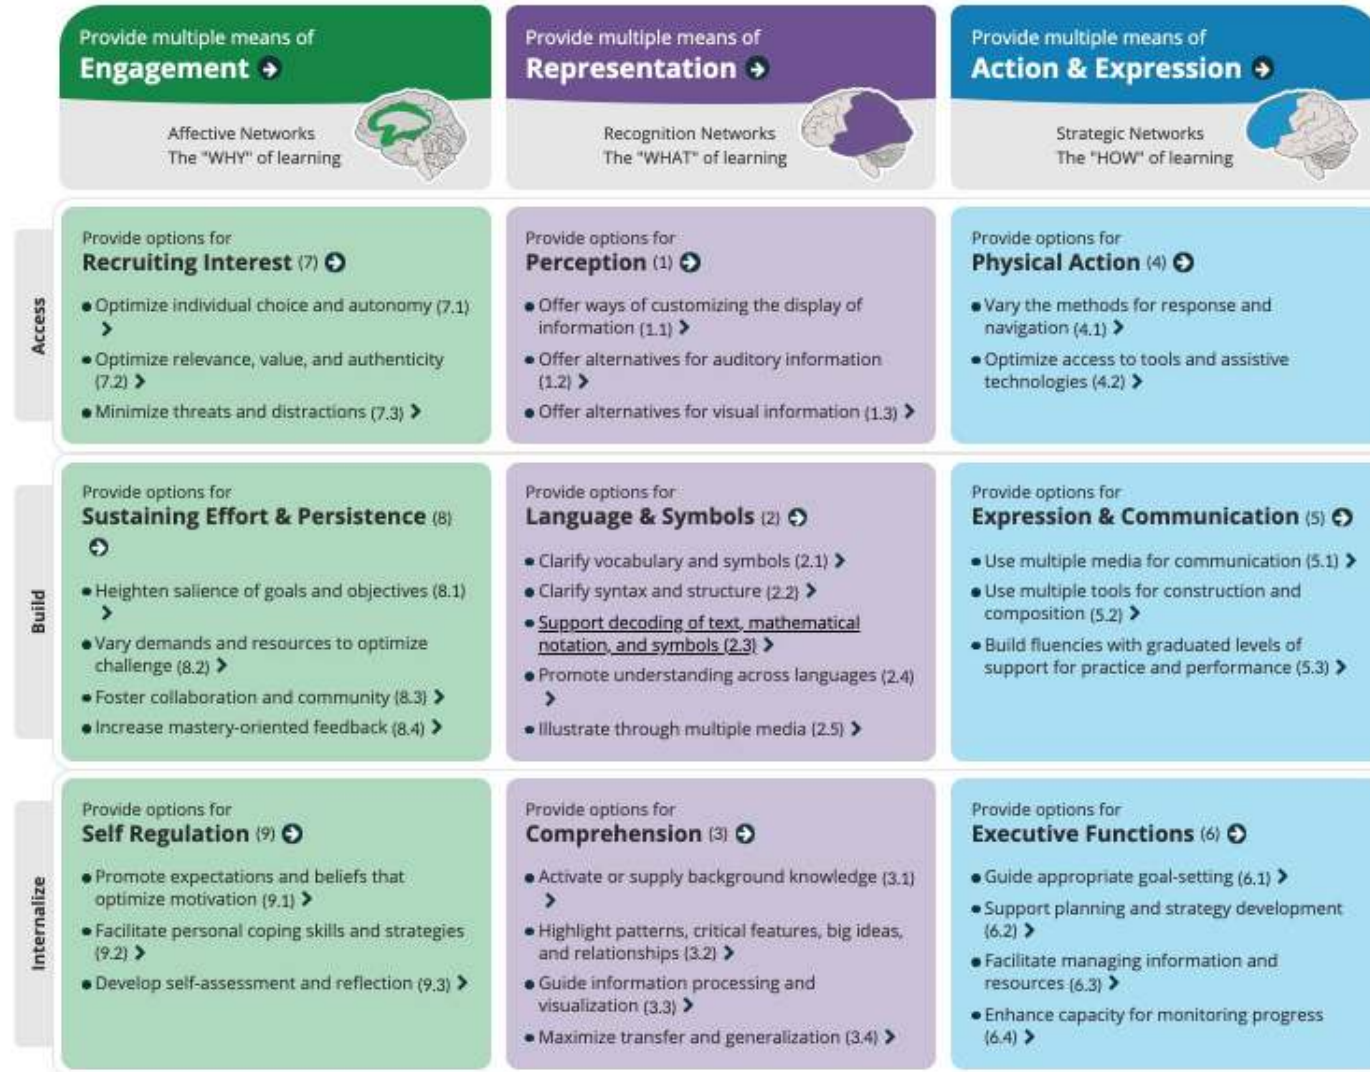 Provide multiple means of
Engagement
Affective Networks
The "WHY" of learning
Provide multiple means of
Representation
Recognition Networks
The "WHAT" of learning
Provide multiple means of
Action & Expression
Strategic Networks
The "HOW" of learning
Access
Provide options for
Recruiting Interest (7)
Optimize individual choice and autonomy (7.1)
Optimize relevance, value, and authenticity
(7.2)
Minimize threats and distractions (7.3)
Provide options for
Perception (1)
Offer ways of customizing the display of
information (1.1)
Offer alternatives for auditory information
(1.2)
Offer alternatives for visual information (1.3)
Provide options for
Physical Action (4)
Vary the methods for response and
navigation (4.1)
Optimize access to tools and assistive
technologies (4.2)
Build
Provide options for
Sustaining Effort & Persistence (8)
Heighten salience of goals and objectives (8.1)
Vary demands and resources to optimize
challenge (8.2)
Foster collaboration and community (8.3)
Increase mastery-oriented feedback (8.4)
Provide options for
Language & Symbols (2)
Clarify vocabulary and symbols (2.1)
Clarify syntax and structure (2.2)
Support decoding of text, mathematical
notation, and symbols (2.3)
Promote understanding across languages (2.4)
Illustrate through multiple media (2.5)
Provide options for
Expression & Communication (5)
Use multiple media for communication (5.1)
Use multiple tools for construction and
composition (5.2)
Build fluencies with graduated levels of
support for practice and performance (5.3)
Internalize
Provide options for
Self Regulation (9)
Promote expectations and beliefs that
optimize motivation (9.1)
Facilitate personal coping skills and strategies
(9.2)
Develop self-assessment and reflection (9.3)
Provide options for
Comprehension (3)
Activate or supply background knowledge (3.1)
Highlight patterns, critical features, big ideas,
and relationships (3.2)
Guide information processing and
visualization (3.3)
Maximize transfer and generalization (3.4)
Provide options for
Executive Functions (6)
Guide appropriate goal-setting (6.1)
Support planning and strategy development
(6.2)
Facilitate managing information and
resources (6.3)
Enhance capacity for monitoring progress
(6.4)